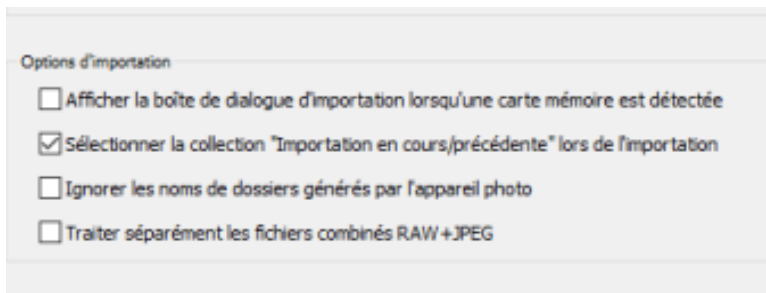 Options d'importation
Afficher la boîte de dialogue d'importation lorsqu'une carte mémoire est détectée
Sélectionner la collection "Importation en cours/précédente" lors de l'importation
Ignorer les noms de dossiers générés par l'appareil photo
Traiter séparément les fichiers combinés RAW+JPEG